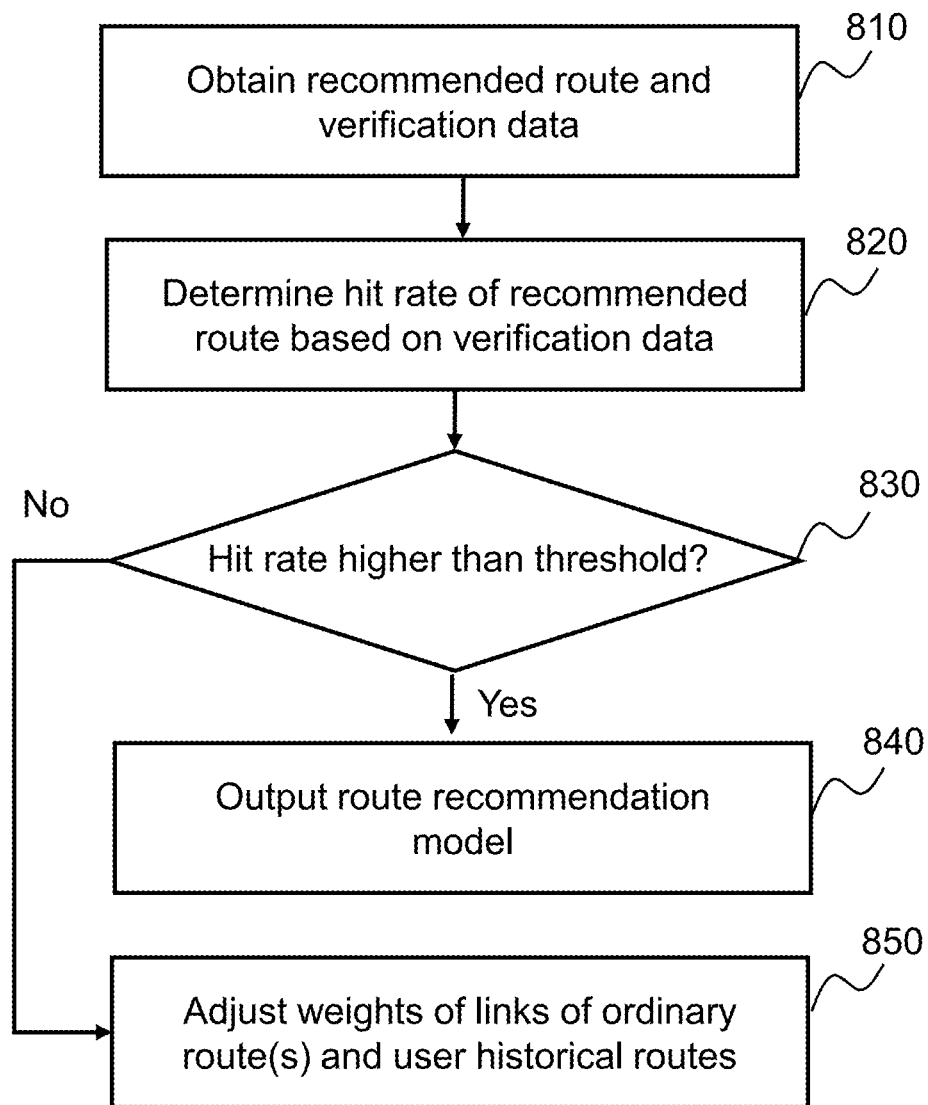 810
Obtain recommended route and
verification data
820
Determine hit rate of recommended
route based on verification data
No
830
Hit rate higher than threshold?
Yes
840
Output route recommendation
model
850
Adjust weights of links of ordinary
route(s) and user historical routes